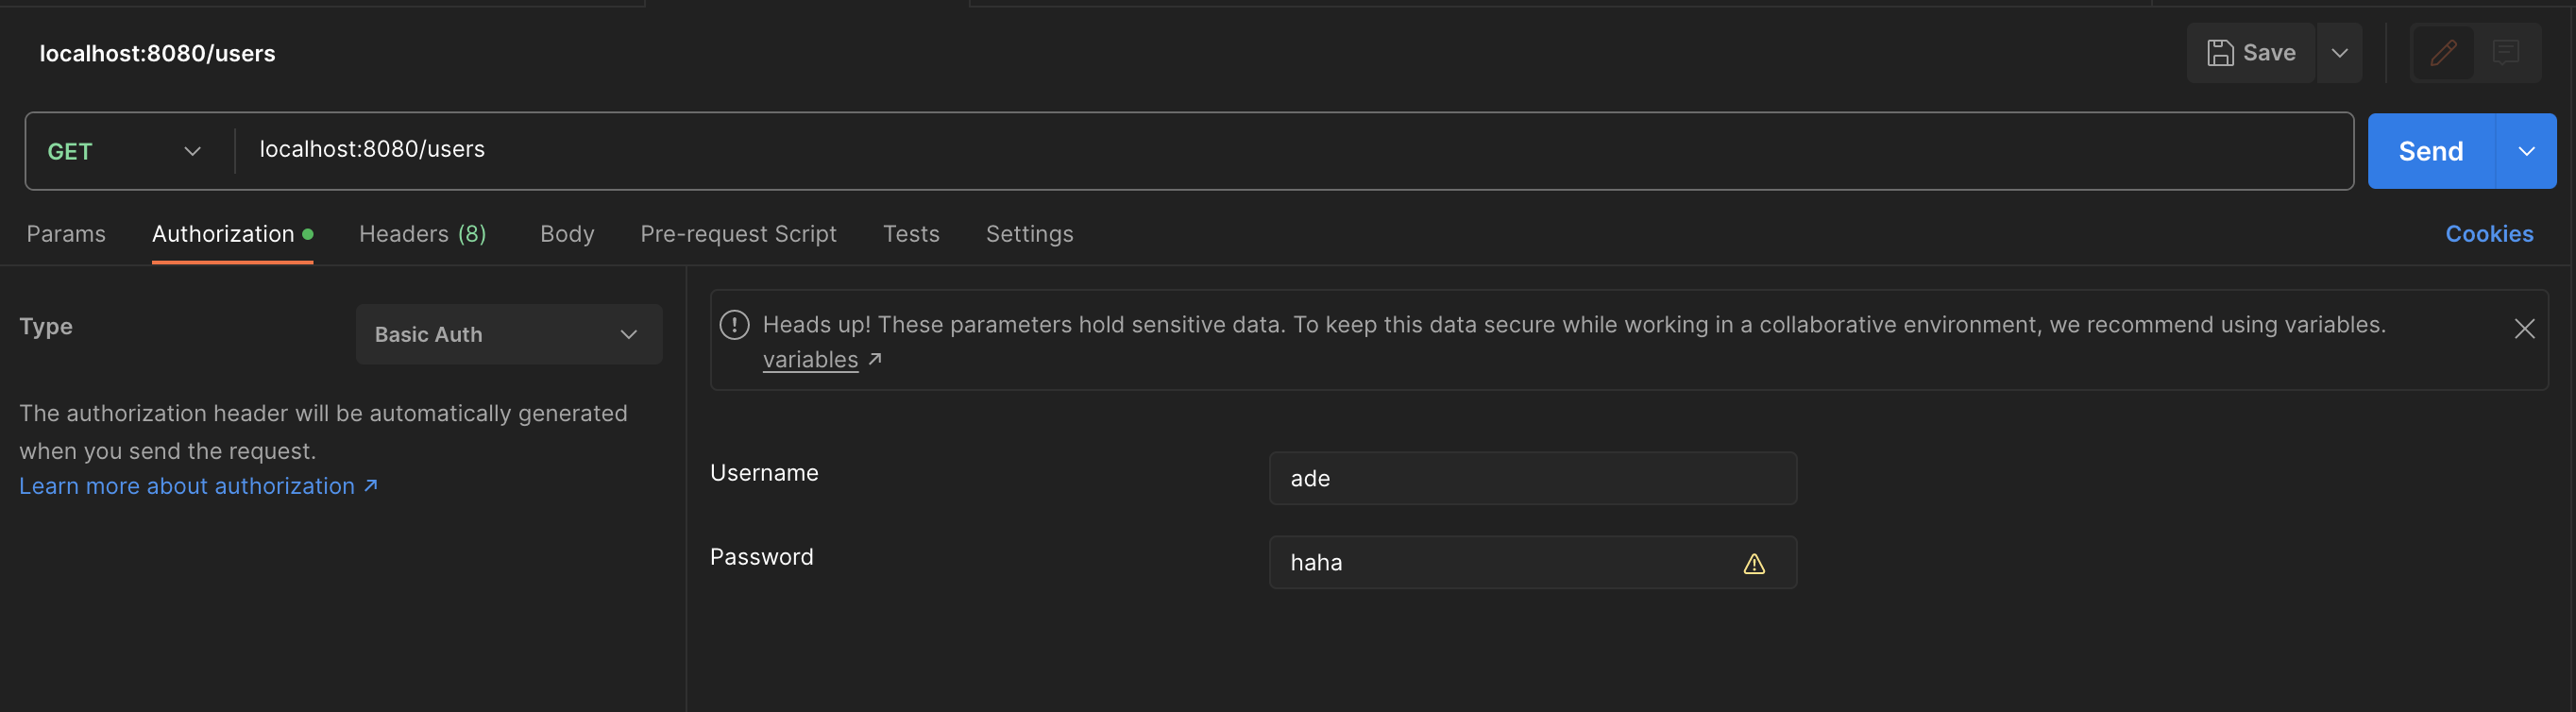 localhost:8080/users
Save
GET
localhost:8080/users
Send
Params Authorization Headers (8) Body Pre-request Script Tests Settings Cookies
Type
Basic Auth
The authorization header will be automatically generated
when you send the request.
Learn more about authorization ↗
Heads up! These parameters hold sensitive data. To keep this data secure while working in a collaborative environment, we recommend using variables.
variables ↗
Username
ade
Password
haha